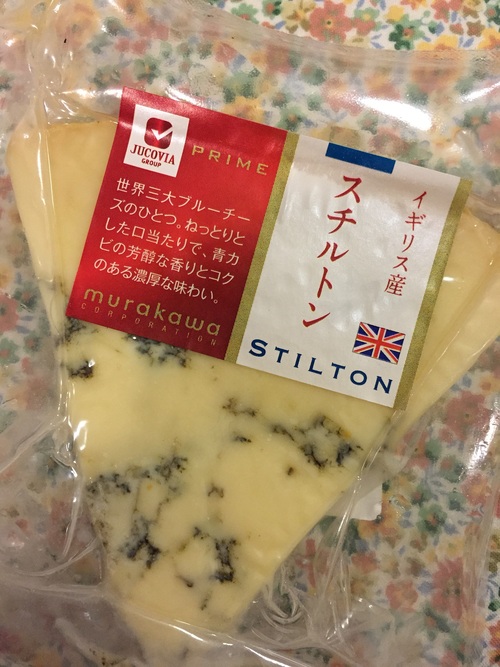 JUCOVIA
GROUP
PRIME
世界三大ブルーチー
ズのひとつ。ねっとりと
した口当たりで、青カ
ビの芳醇な香りとコク
のある濃厚な味わい。
murakawa
CORPORATION
イギリス産
スチルトン
STILTON